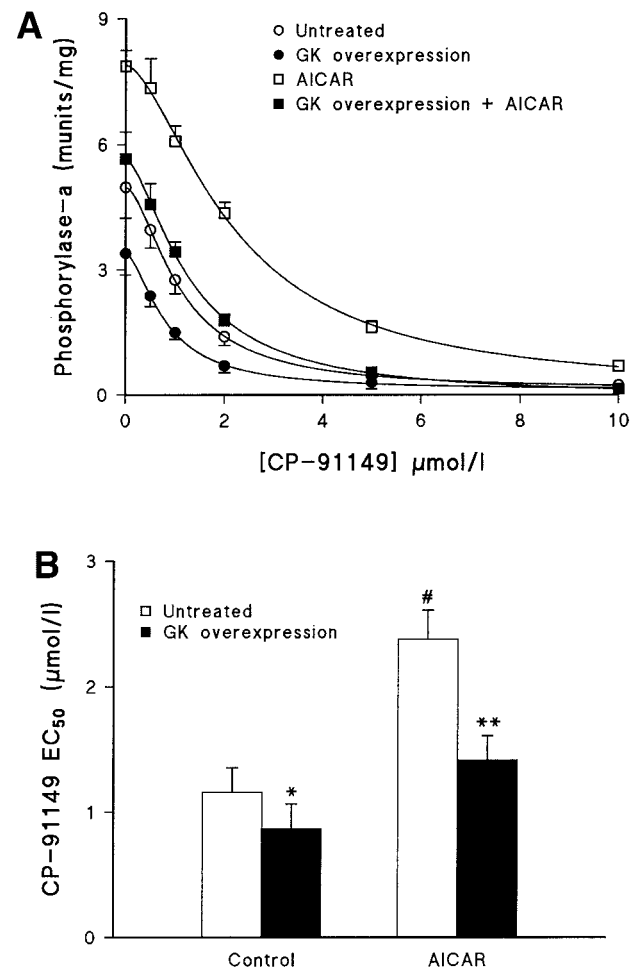 A
9
Untreated
GK overexpression
AICAR
GK overexpression + AICAR
Phosphorylase-a (munits/mg)
6
3
0
0 2 4 6 8 10
[CP-91149] µmol/l
B
3
#
Untreated
GK overexpression
CP-91149 EC50 (µmol/l)
2
**
*
1
0
Control AICAR